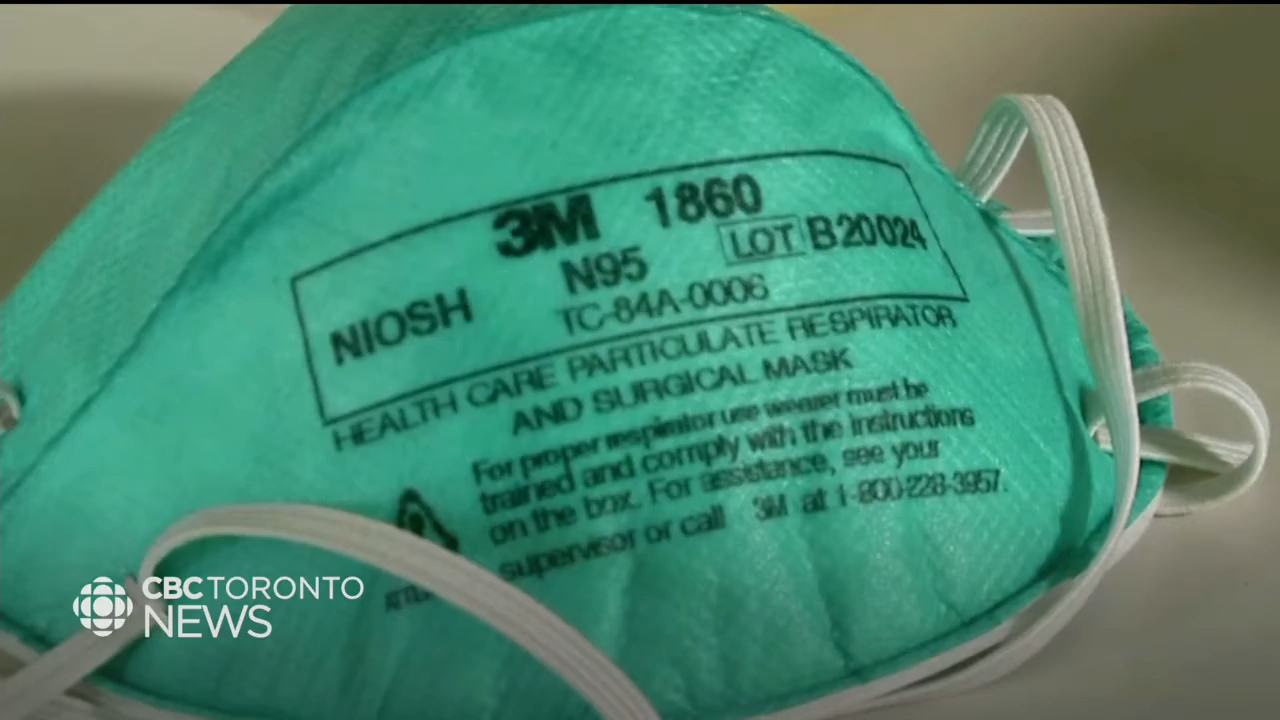 3M 1860
N95 LOT B20024
NIOSH TC-84A-0006
HEALTH CARE PARTICULATE RESPIRATOR
AND SURGICAL MASK
For proper respirator use wearer must be
trained and comply with the instructions
on the box. For assistance, see your
supervisor or call 3M at 1-800-228-3957.
CBC TORONTO
NEWS